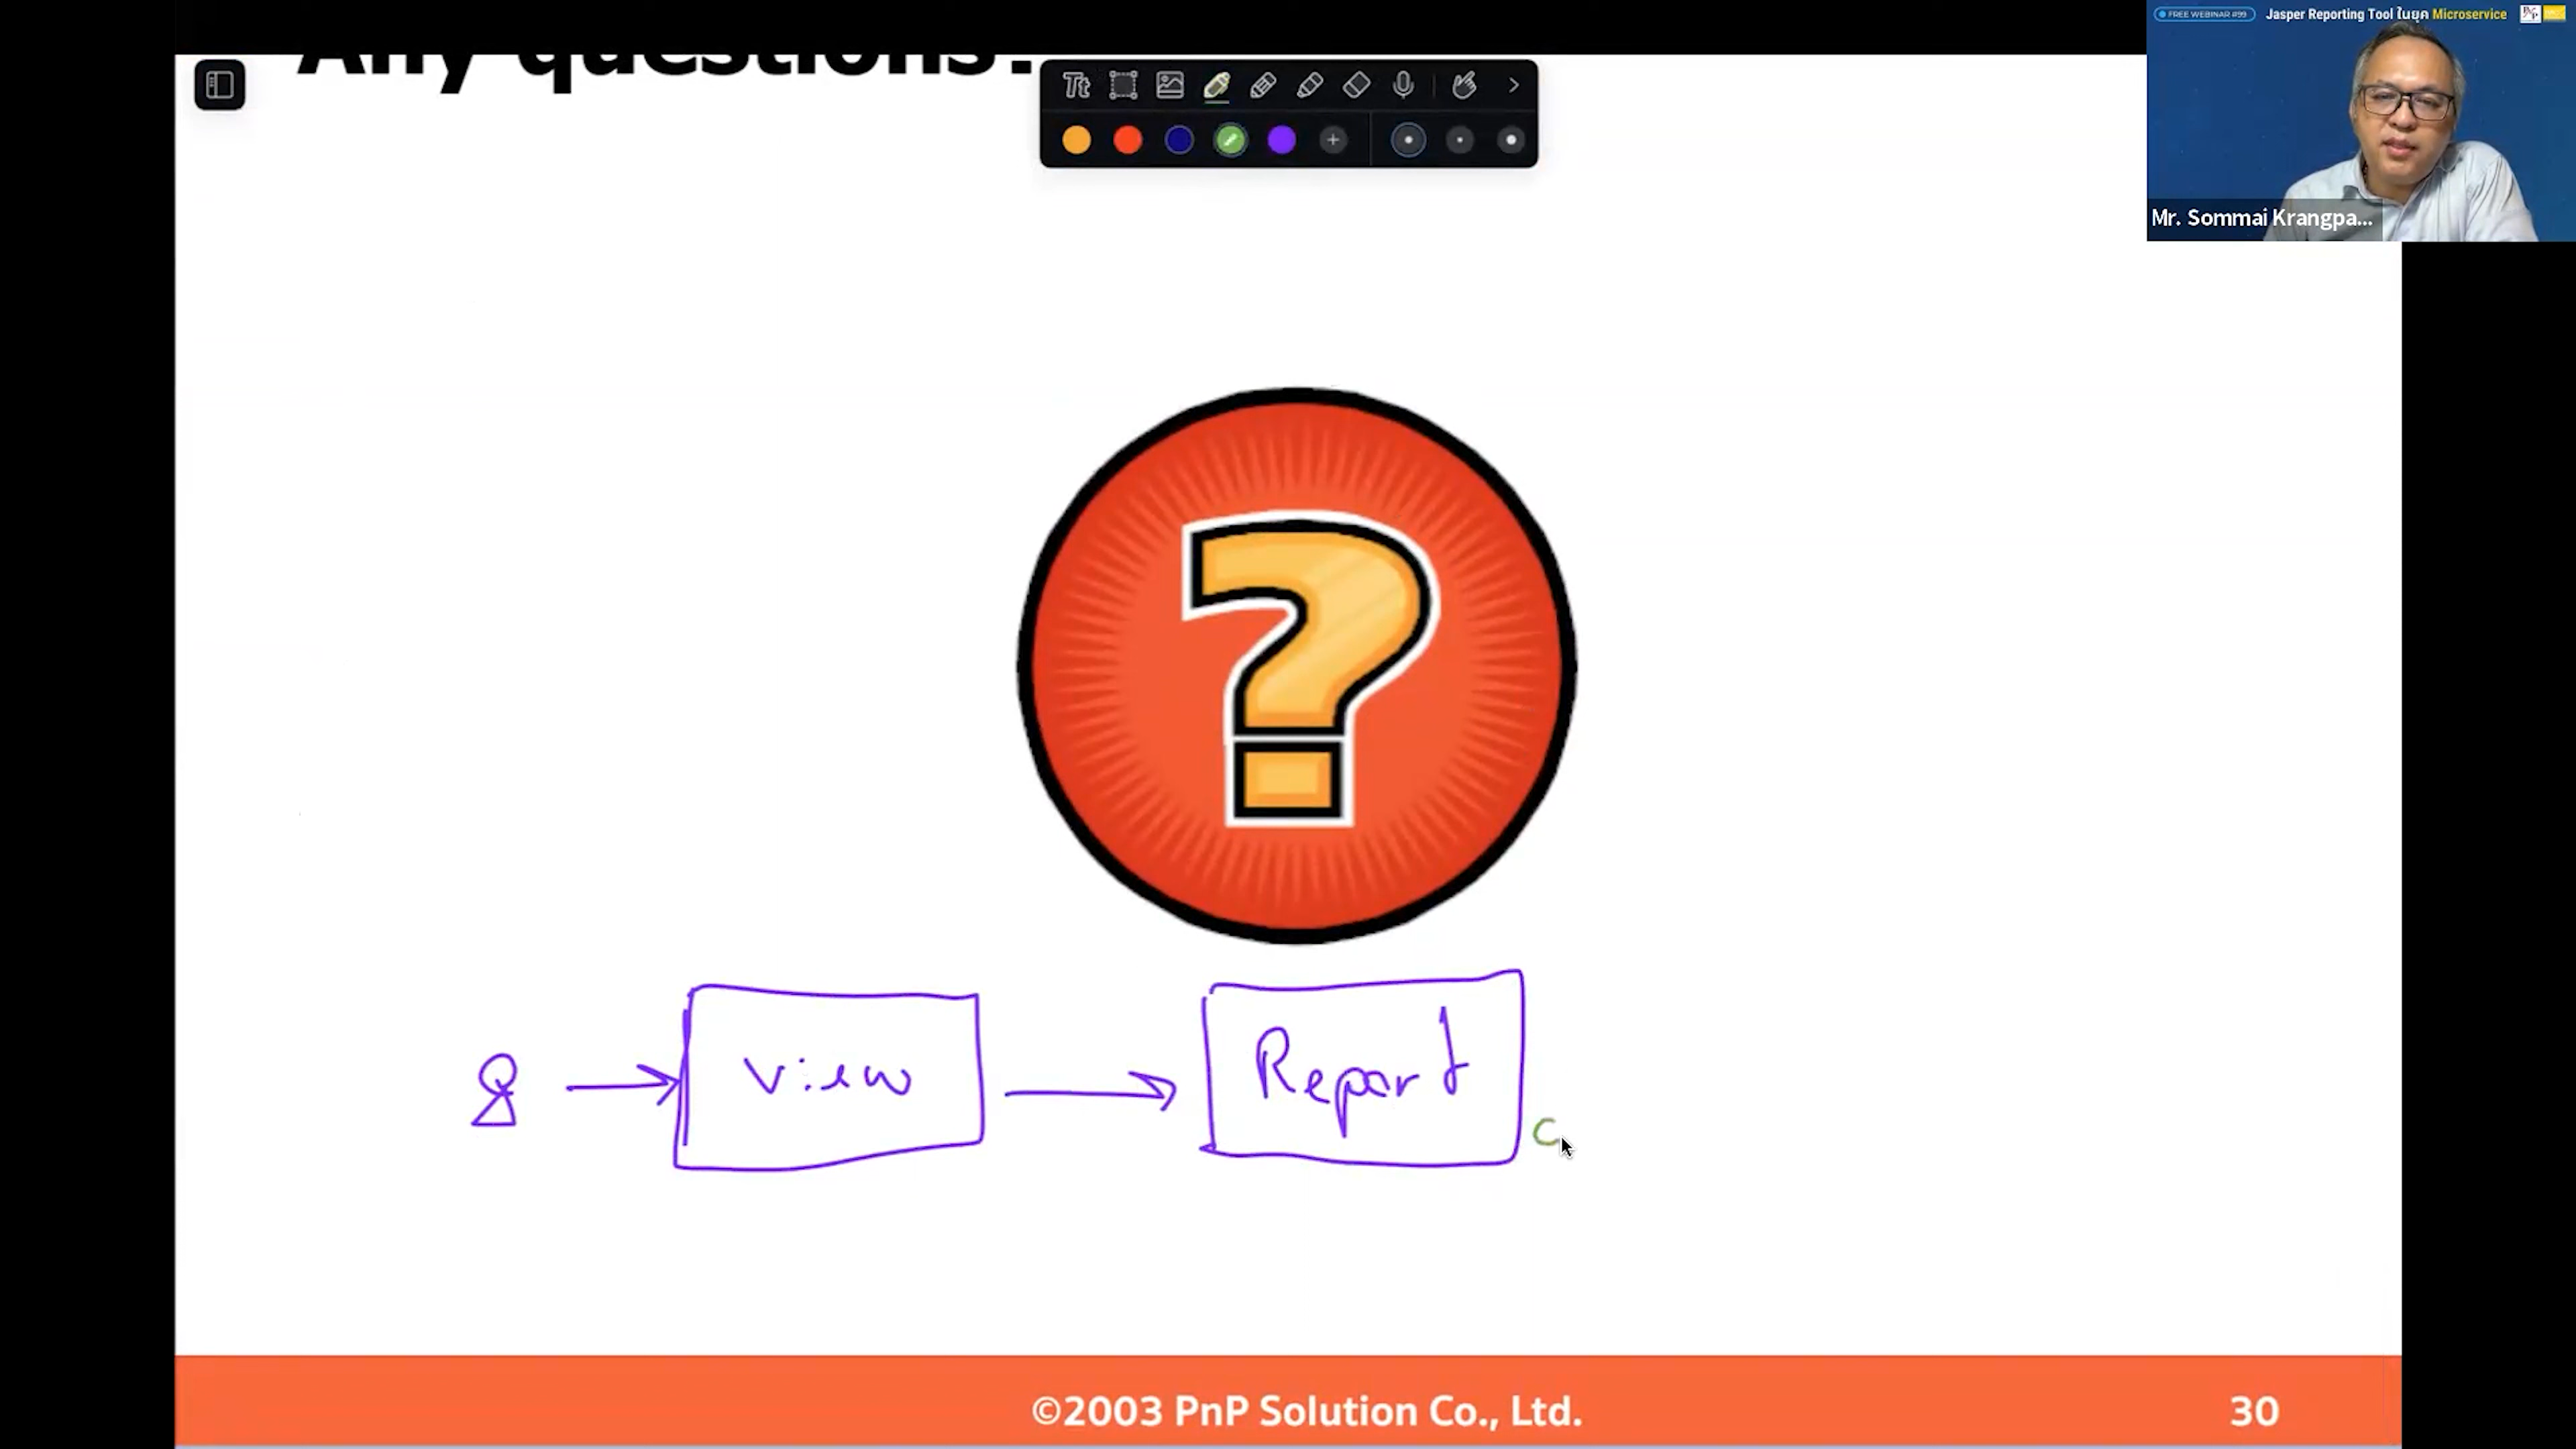 FREE WEBINAR #99 Jasper Reporting Tool ในยุค Microservice
Any questions?
Tt
Mr. Sommai Krangpa...
View
Report
C
©2003 PnP Solution Co., Ltd.
30